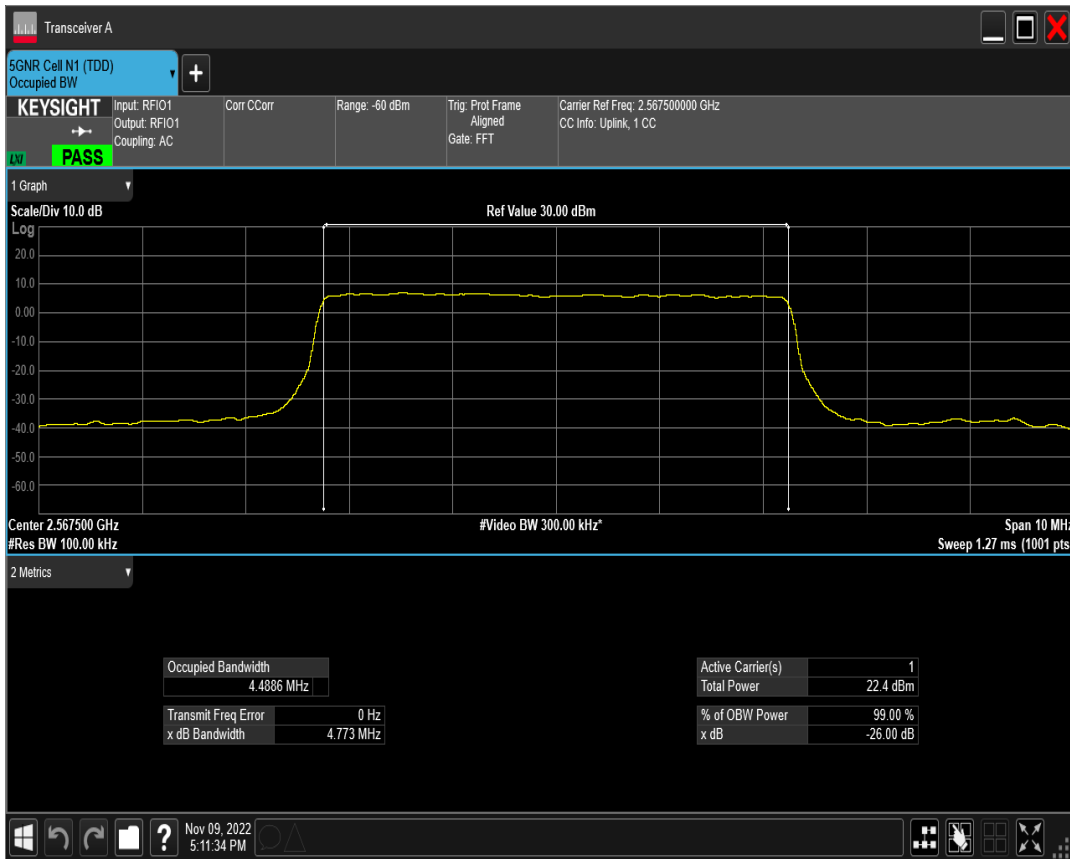 Transceiver A
5GNR Cell N1 (TDD)
Occupied BW
+
KEYSIGHT
LXI
PASS
Input: RFIO1
Output: RFIO1
Coupling: AC
Corr CCorr
Range: -60 dBm
Trig: Prot Frame
Aligned
Gate: FFT
Carrier Ref Freq: 2.567500000 GHz
CC Info: Uplink, 1 CC
1 Graph
Scale/Div 10.0 dB
Ref Value 30.00 dBm
Log
20.0
10.0
0.00
-10.0
-20.0
-30.0
-40.0
-50.0
-60.0
Center 2.567500 GHz
#Video BW 300.00 kHz*
Span 10 MHz
#Res BW 100.00 kHz
Sweep 1.27 ms (1001 pts
2 Metrics
Occupied Bandwidth
4.4886 MHz
Transmit Freq Error 0 Hz
x dB Bandwidth 4.773 MHz
Active Carrier(s) 1
Total Power 22.4 dBm
% of OBW Power 99.00 %
x dB -26.00 dB
?
Nov 09, 2022
5:11:34 PM